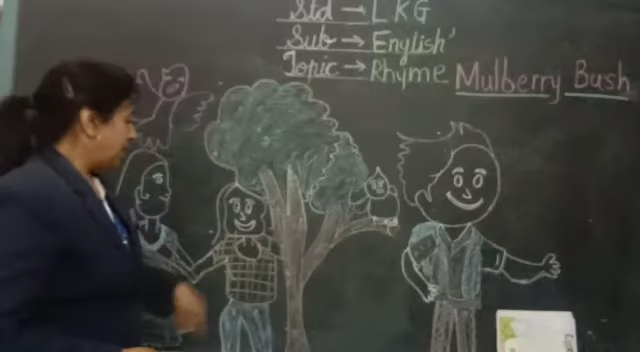 Std → LKG
Sub → English'
Topic → Rhyme Mulberry Bush